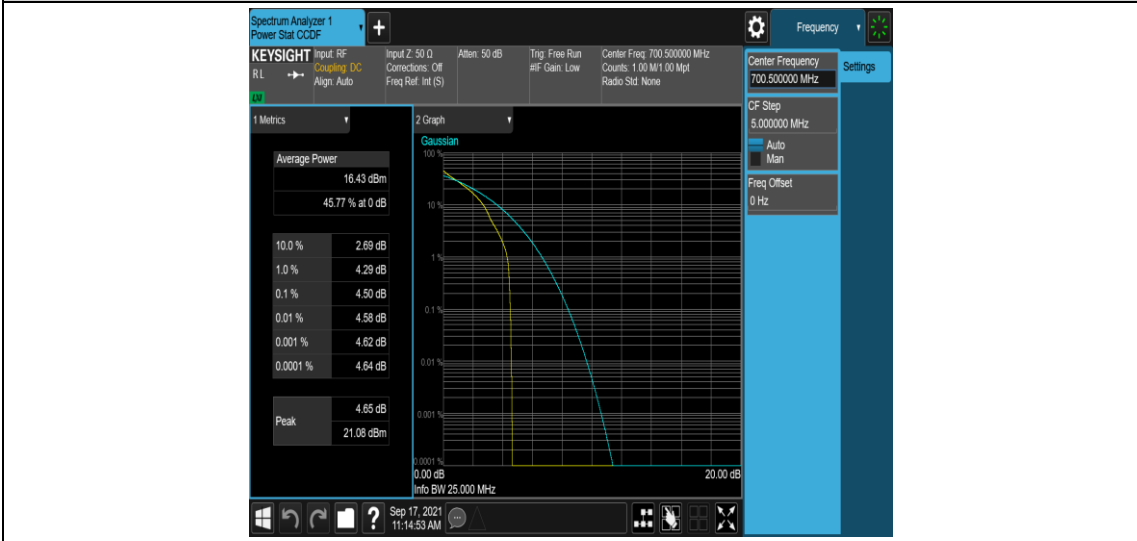 Spectrum Analyzer 1
Power Stat CCDF
Frequency
KEYSIGHT
Input: RF
Coupling: DC
Align: Auto
Input Z: 50 Ω
Corrections: Off
Freq Ref: Int (S)
Atten: 50 dB
Trig: Free Run
#IF Gain: Low
Center Freq: 700.500000 MHz
Counts: 1.00 M/1.00 Mpt
Radio Std: None
R L
Center Frequency
700.500000 MHz
Settings
CF Step
5.000000 MHz
Auto
Man
Freq Offset
0 Hz
1 Metrics
Average Power
16.43 dBm
45.77 % at 0 dB
10.0 % 2.69 dB
1.0 % 4.29 dB
0.1 % 4.50 dB
0.01 % 4.58 dB
0.001 % 4.62 dB
0.0001 % 4.64 dB
Peak
4.65 dB
21.08 dBm
2 Graph
Gaussian
100 %
10 %
1 %
0.1 %
0.01 %
0.001 %
0.0001 %
0.00 dB
20.00 dB
Info BW 25.000 MHz
Sep 17, 2021
11:14:53 AM